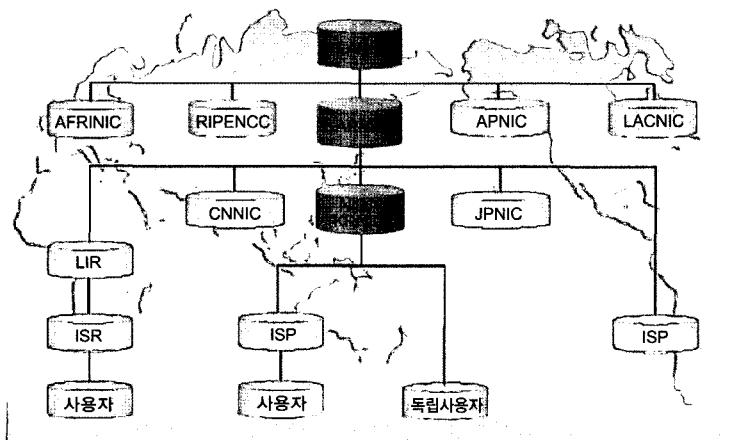 AFRINIC
RIPENCC
APNIC
LACNIC
CNNIC
JPNIC
LIR
ISR
ISP
ISP
사용자
사용자
독립사용자